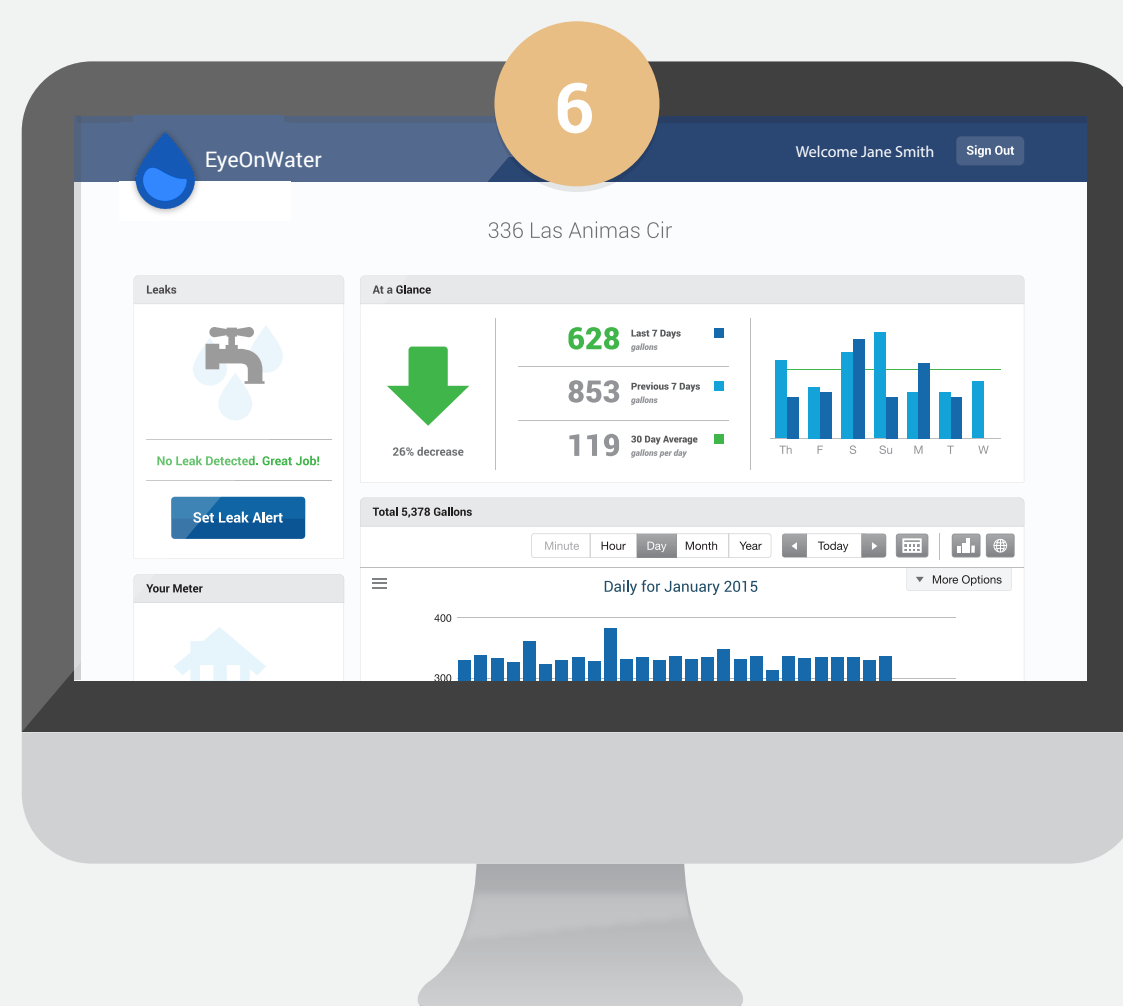 6
EyeOnWater
Welcome Jane Smith
Sign Out
336 Las Animas Cir
Leaks
No Leak Detected. Great Job!
Set Leak Alert
Your Meter
At a Glance
26% decrease
628 Last 7 Days
gallons
853 Previous 7 Days
gallons
119 30 Day Average
gallons per day
Th F S Su M T W
Total 5,378 Gallons
Minute Hour Day Month Year Today
More Options
Daily for January 2015
400
300